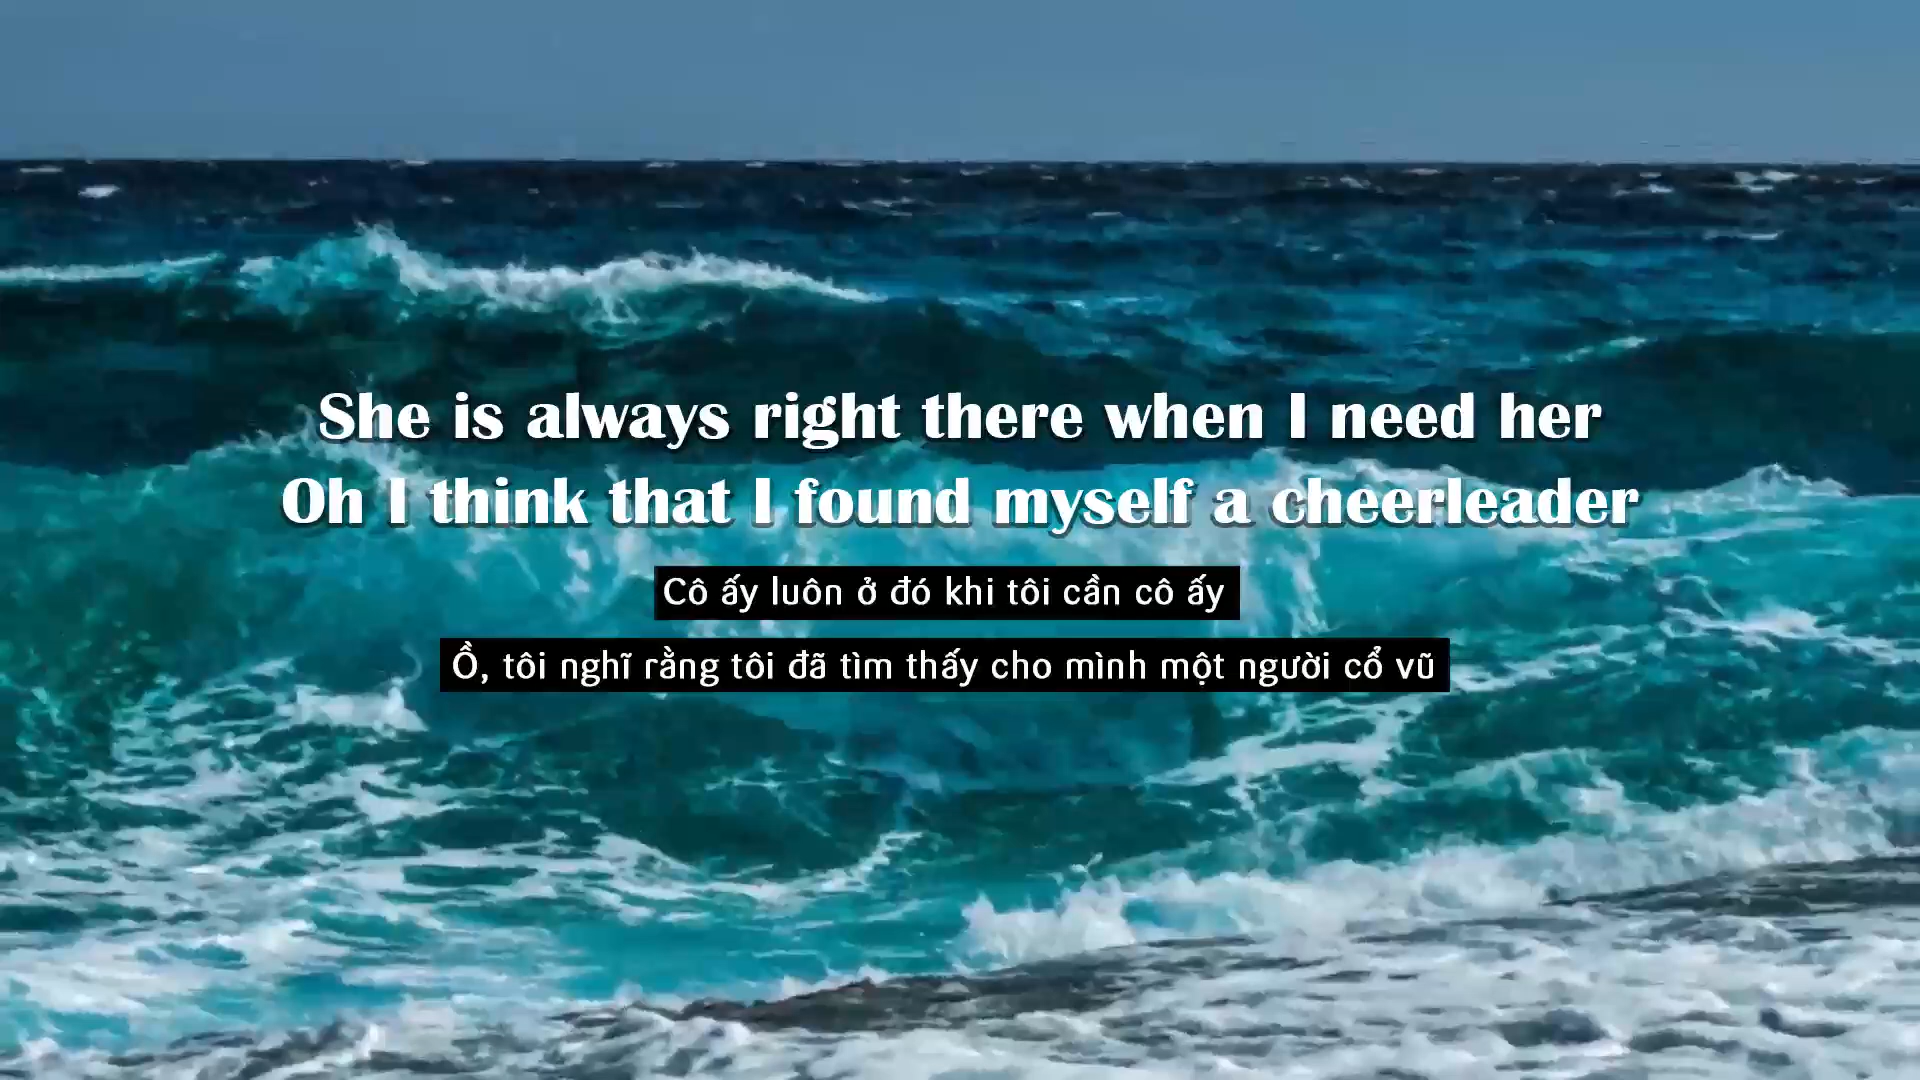 She is always right there when I need her
Oh I think that I found myself a cheerleader
Cô ấy luôn ở đó khi tôi cần cô ấy
Ồ, tôi nghĩ rằng tôi đã tìm thấy cho mình một người cổ vũ